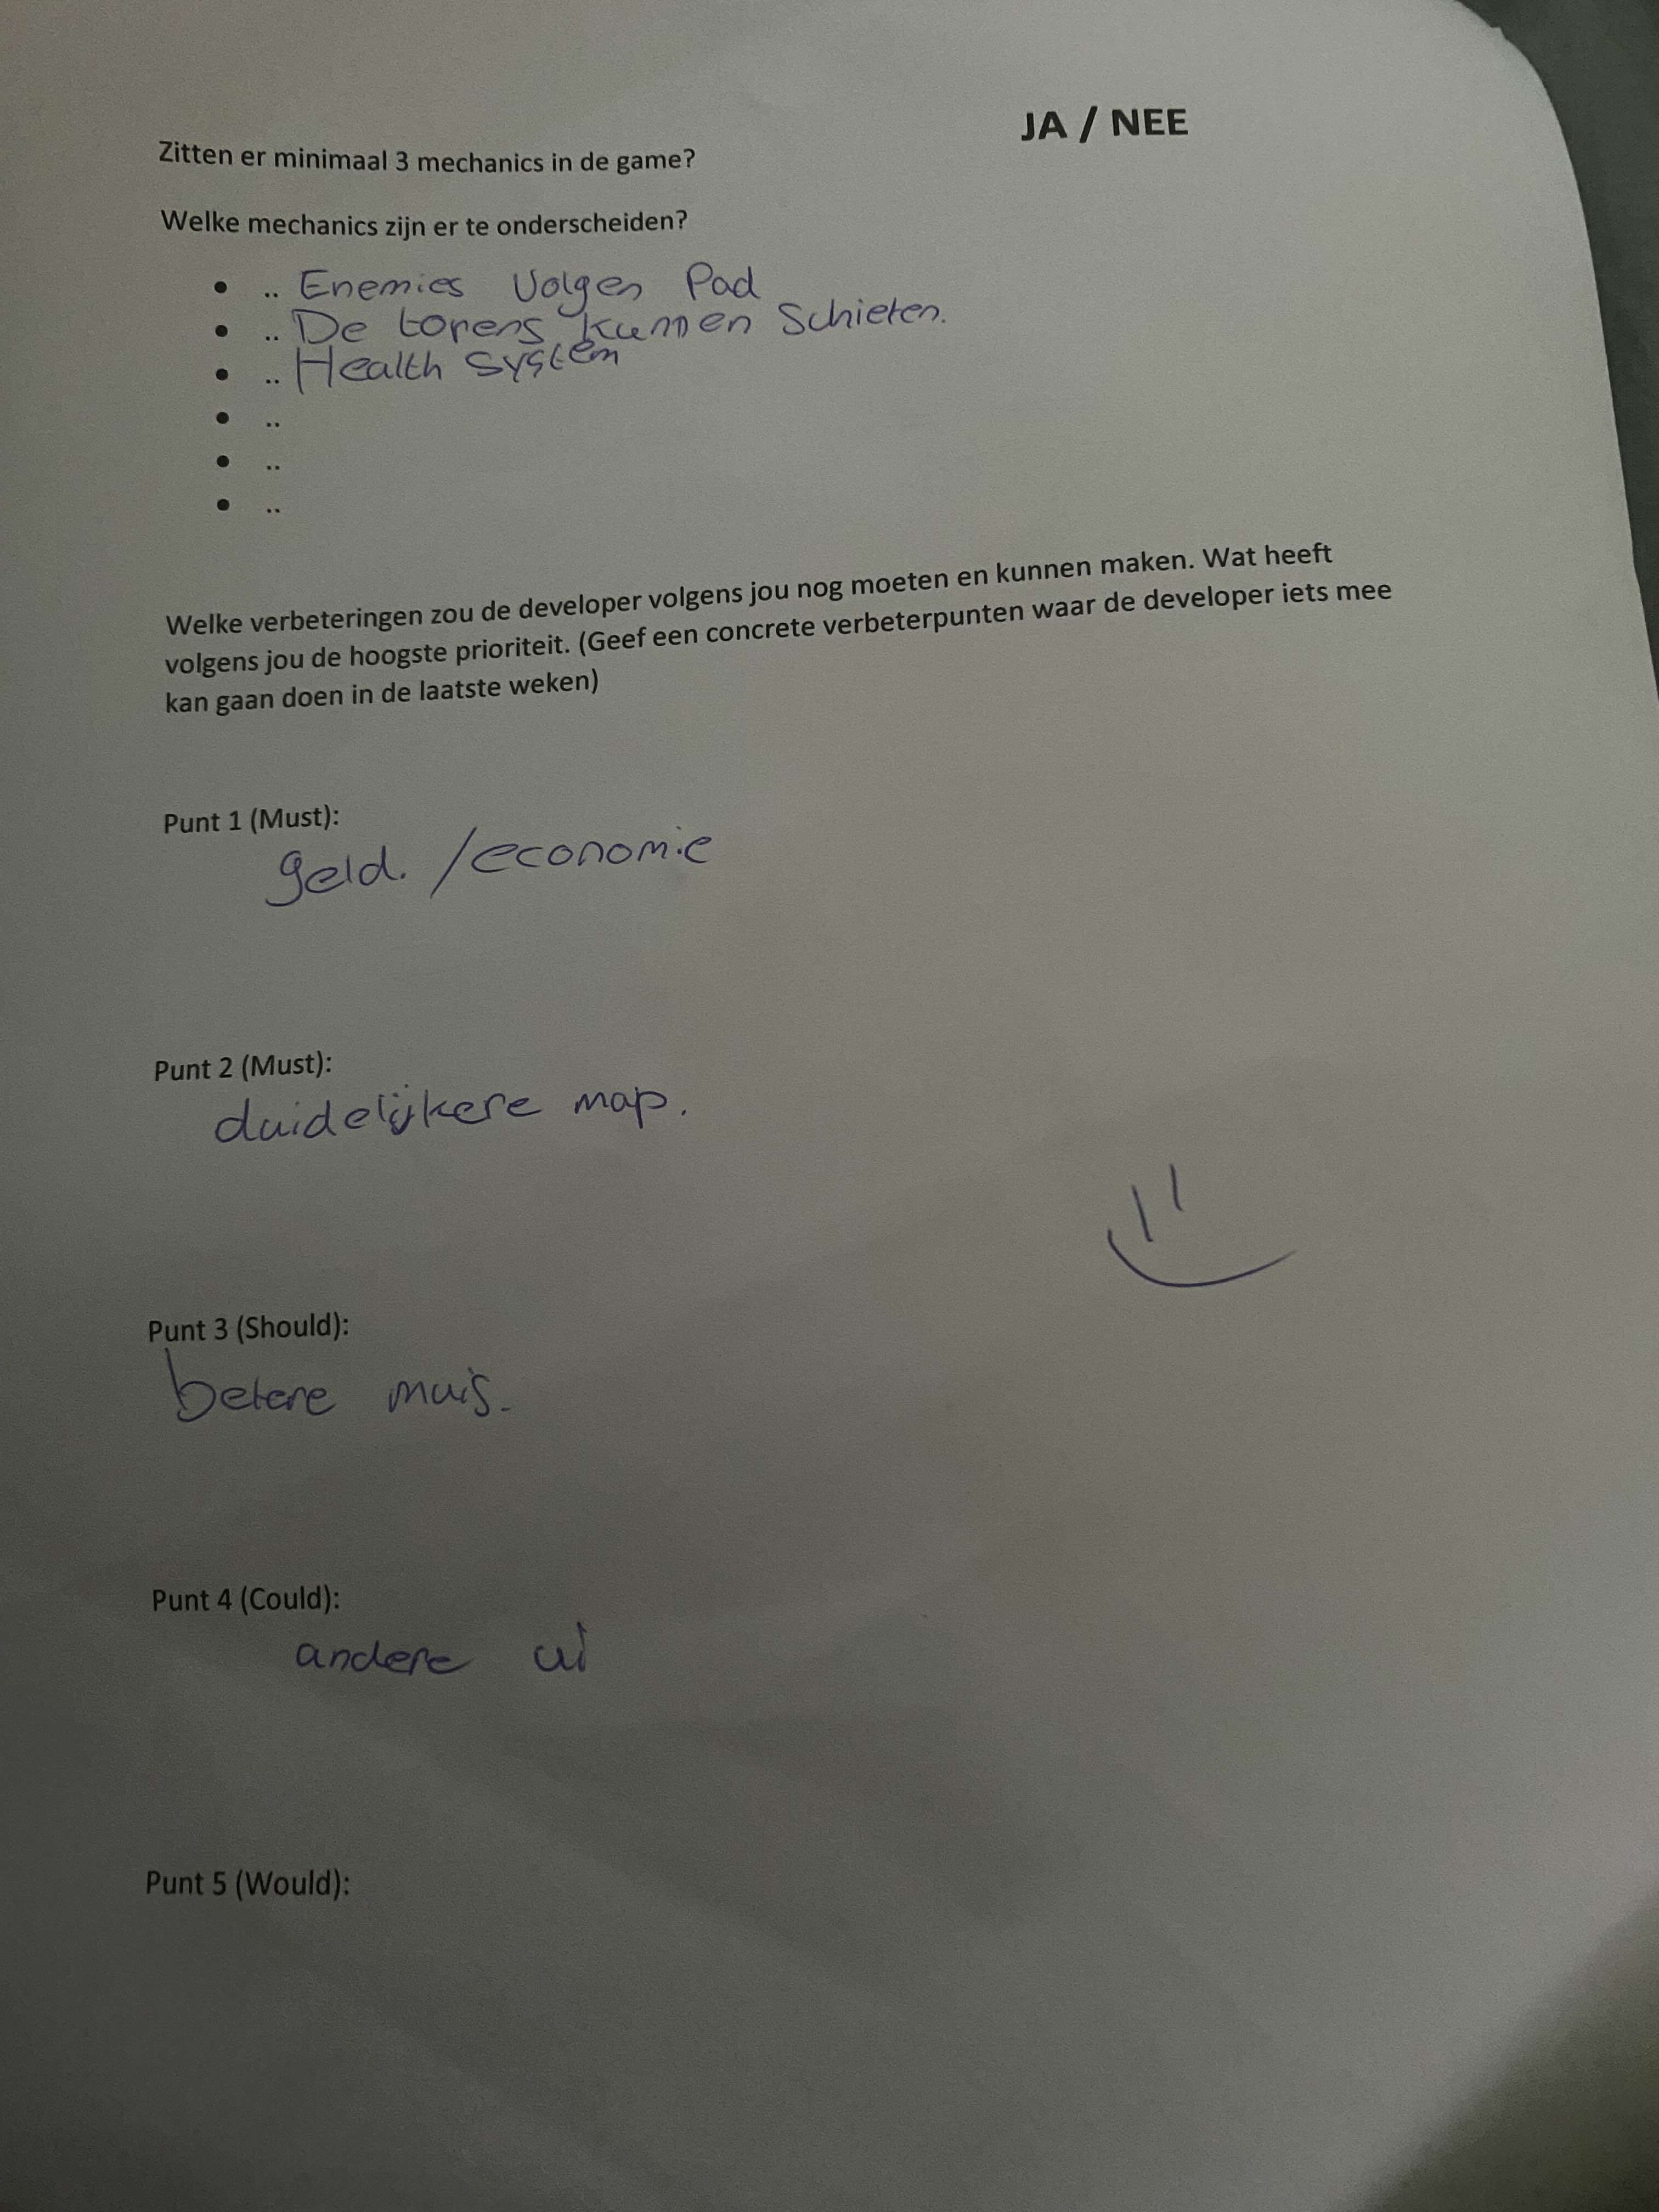 JA / NEE
Zitten er minimaal 3 mechanics in de game?
Welke mechanics zijn er te onderscheiden?
• .. Enemies Volgen Pad
• .. De torens kunnen Schieten.
• .. Health System
• ..
• ..
• ..
Welke verbeteringen zou de developer volgens jou nog moeten en kunnen maken. Wat heeft
volgens jou de hoogste prioriteit. (Geef een concrete verbeterpunten waar de developer iets mee
kan gaan doen in de laatste weken)
Punt 1 (Must):
geld. /economie
Punt 2 (Must):
duidelijkere map.
Punt 3 (Should):
betere muis.
Punt 4 (Could):
andere ui
Punt 5 (Would):